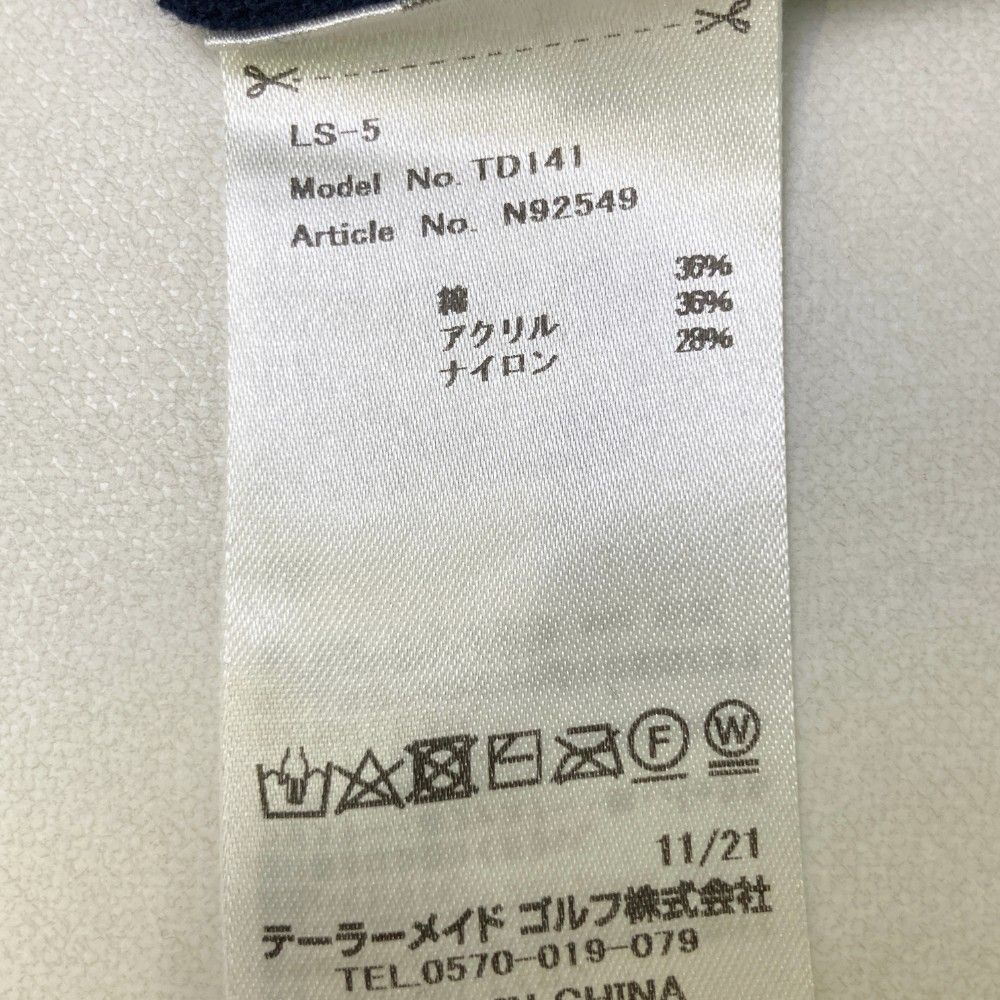 LS-5
Model No. TD141
Article No. N92549
綿 36%
アクリル 36%
ナイロン 28%
F W
11/21
テーラーメイド ゴルフ株式会社
TEL.0570-019-079
CHINA